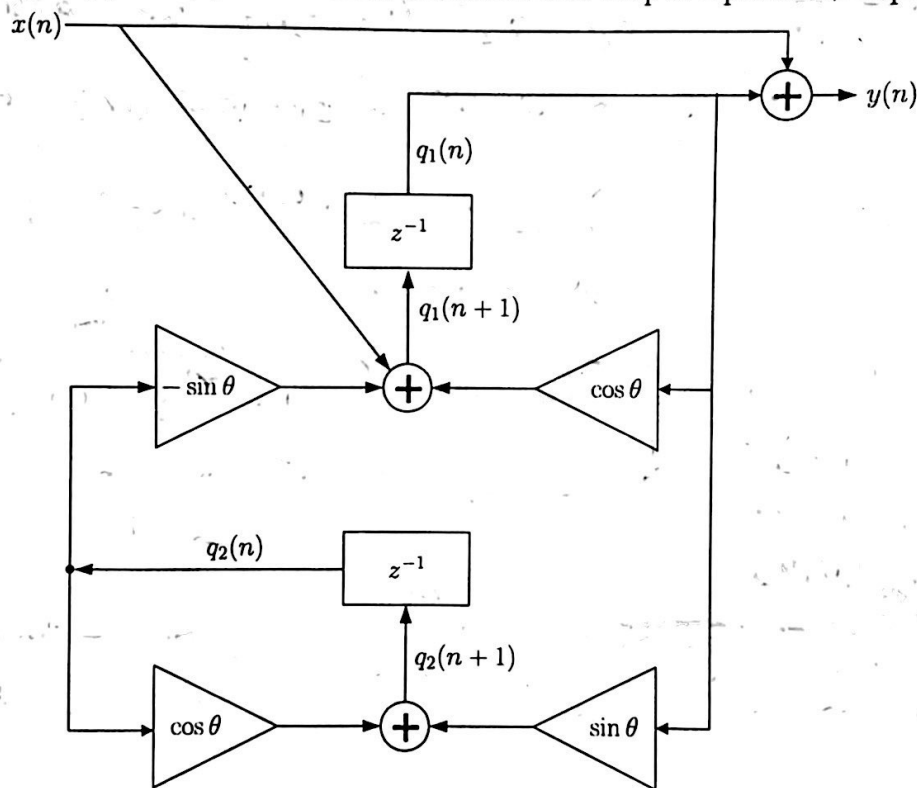 x(n)
y(n)
q₁(n)
z⁻¹
q₁(n + 1)
− sin θ
cos θ
q₂(n)
z⁻¹
q₂(n + 1)
cos θ
sin θ